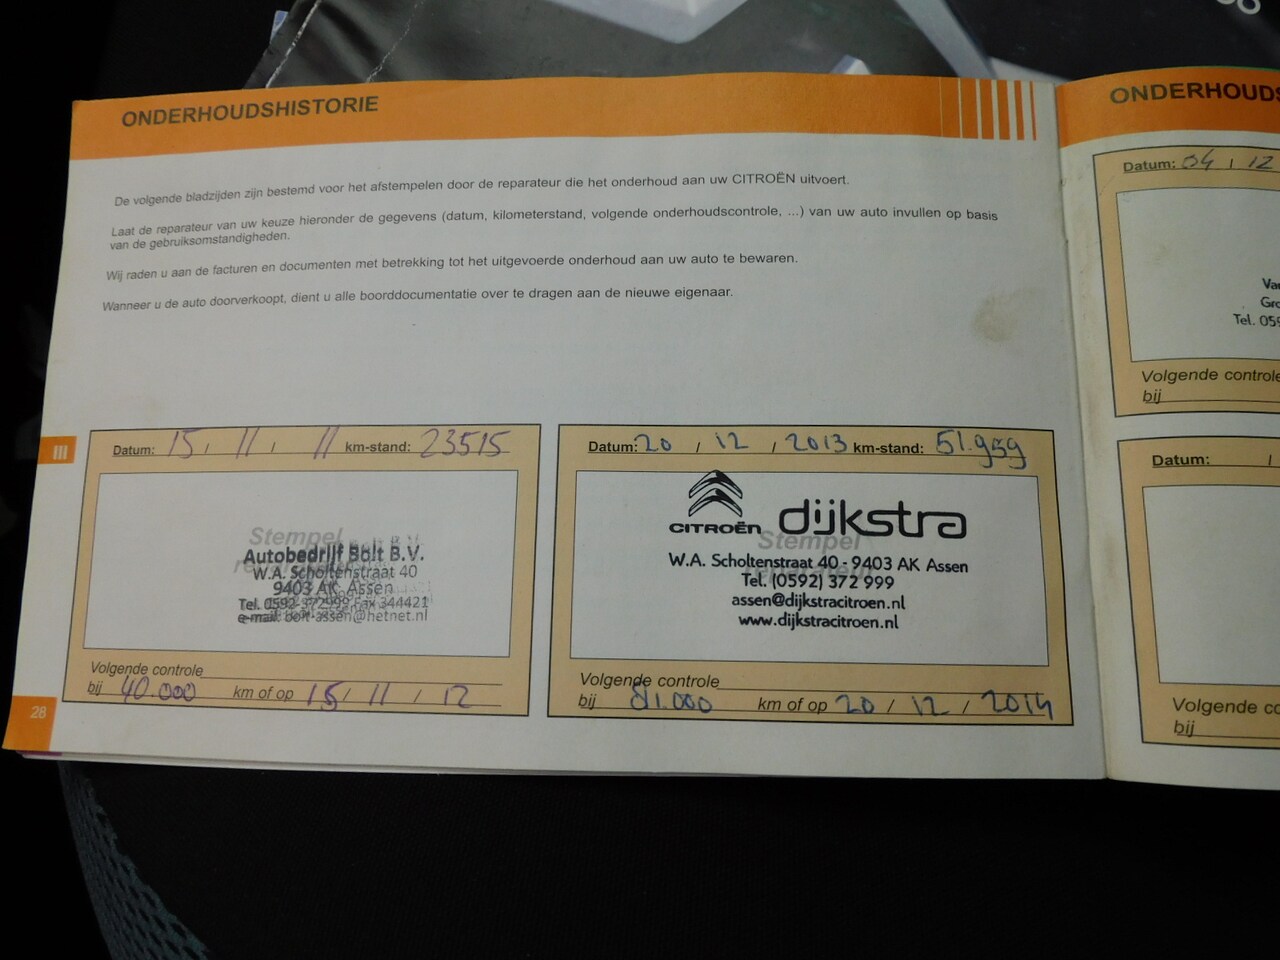 ONDERHOUDSHISTORIE
De volgende bladzijden zijn bestemd voor het afstempelen door de reparateur die het onderhoud aan uw CITROËN uitvoert.
Laat de reparateur van uw keuze hieronder de gegevens (datum, kilometerstand, volgende onderhoudscontrole, ...) van uw auto invullen op basis
van de gebruiksomstandigheden.
Wij raden u aan de facturen en documenten met betrekking tot het uitgevoerde onderhoud aan uw auto te bewaren.
Wanneer u de auto doorverkoopt, dient u alle boorddocumentatie over te dragen aan de nieuwe eigenaar.
III
Datum: 15 / 11 / 11 km-stand: 23515
Stempel
Autobedrijf Bolt B.V.
W.A. Scholtenstraat 40
9403 AK Assen
Tel. 0592-372999 Fax 344421
e-mail: bolt-assen@hetnet.nl
Volgende controle
bij 40.000 km of op 15 / 11 / 12
28
Datum: 20 / 12 / 2013 km-stand: 51.959
CITROËN dijkstra
Stempel
W.A. Scholtenstraat 40 - 9403 AK Assen
Tel. (0592) 372 999
assen@dijkstracitroen.nl
www.dijkstracitroen.nl
Volgende controle
bij 81.000 km of op 20 / 12 / 2014
ONDERHOUDS
Datum: 04 / 12
Tel. 059
Volgende controle
bij
Datum: /
Volgende co
bij